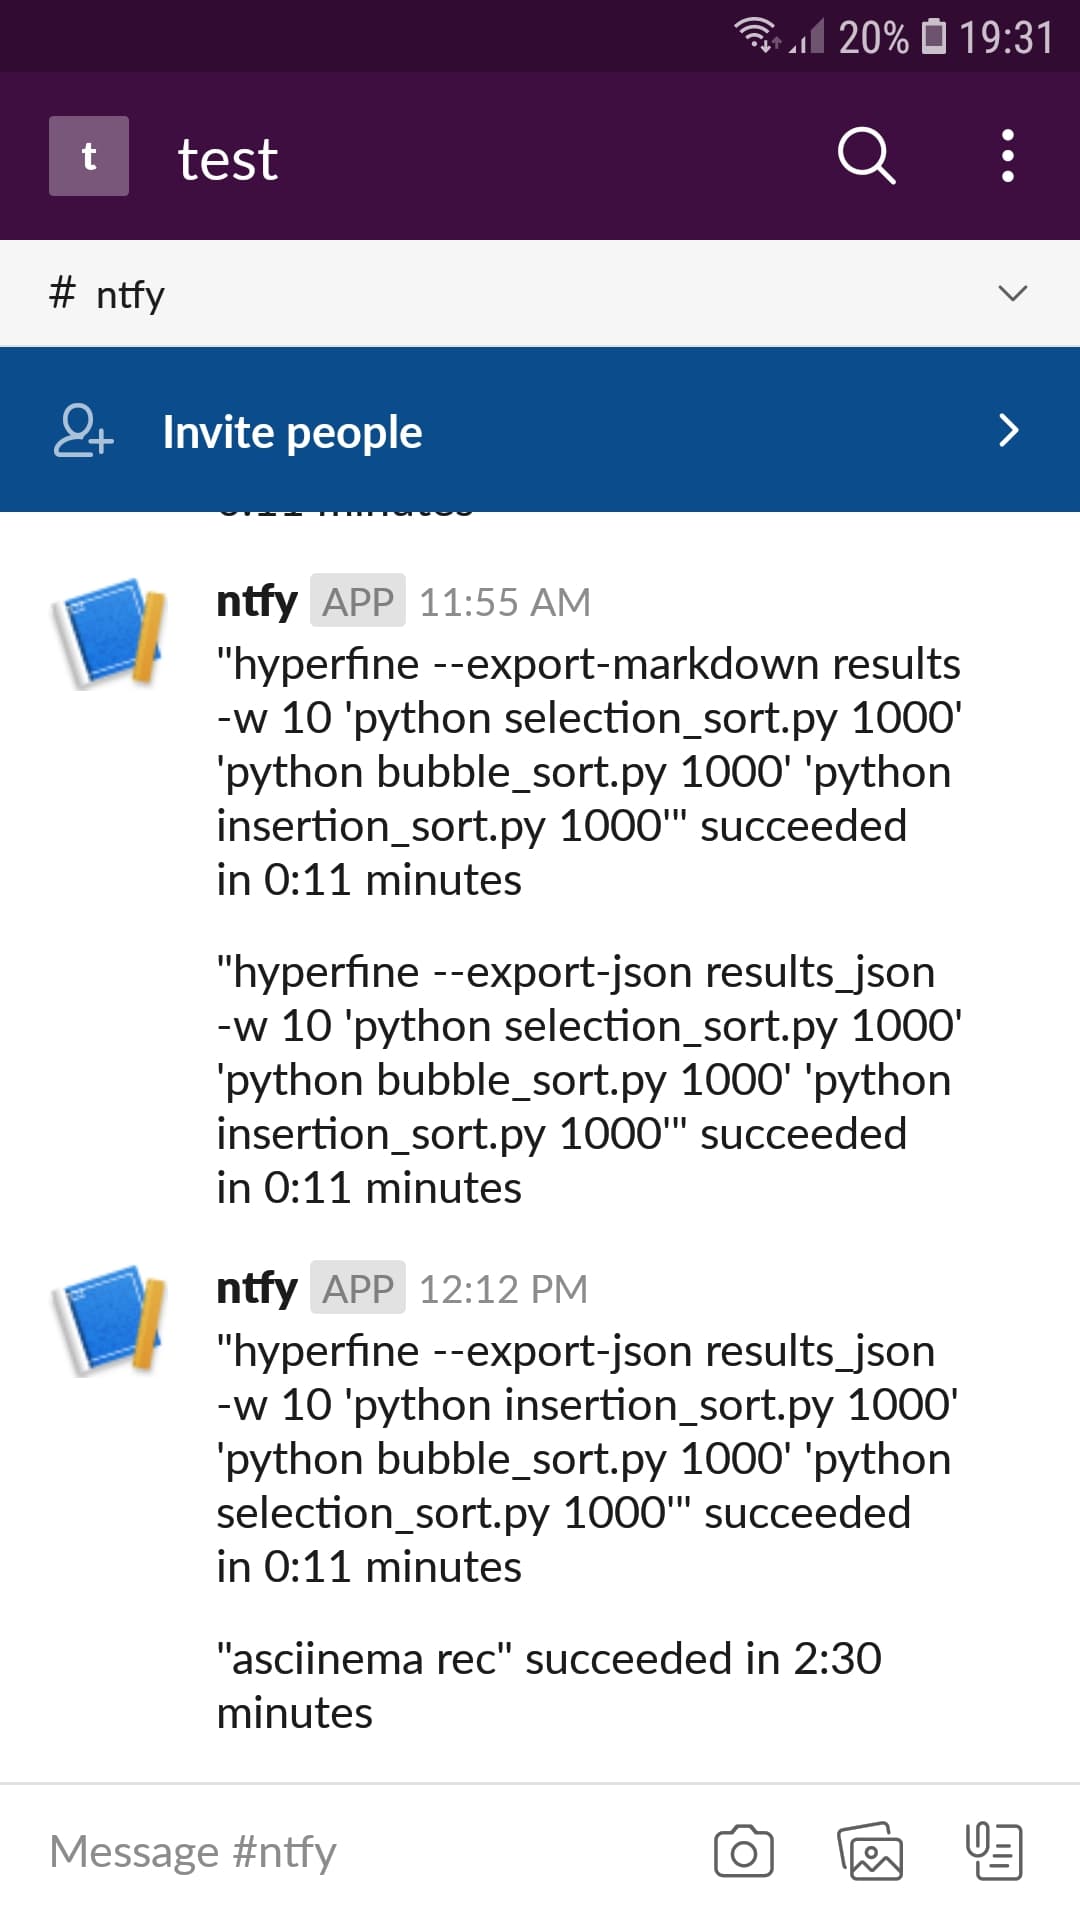 20% 19:31
t test
# ntfy
Invite people
ntfy APP 11:55 AM
"hyperfine --export-markdown results
-w 10 'python selection_sort.py 1000'
'python bubble_sort.py 1000' 'python
insertion_sort.py 1000'" succeeded
in 0:11 minutes
"hyperfine --export-json results_json
-w 10 'python selection_sort.py 1000'
'python bubble_sort.py 1000' 'python
insertion_sort.py 1000'" succeeded
in 0:11 minutes
ntfy APP 12:12 PM
"hyperfine --export-json results_json
-w 10 'python insertion_sort.py 1000'
'python bubble_sort.py 1000' 'python
selection_sort.py 1000'" succeeded
in 0:11 minutes
"asciinema rec" succeeded in 2:30
minutes
Message #ntfy